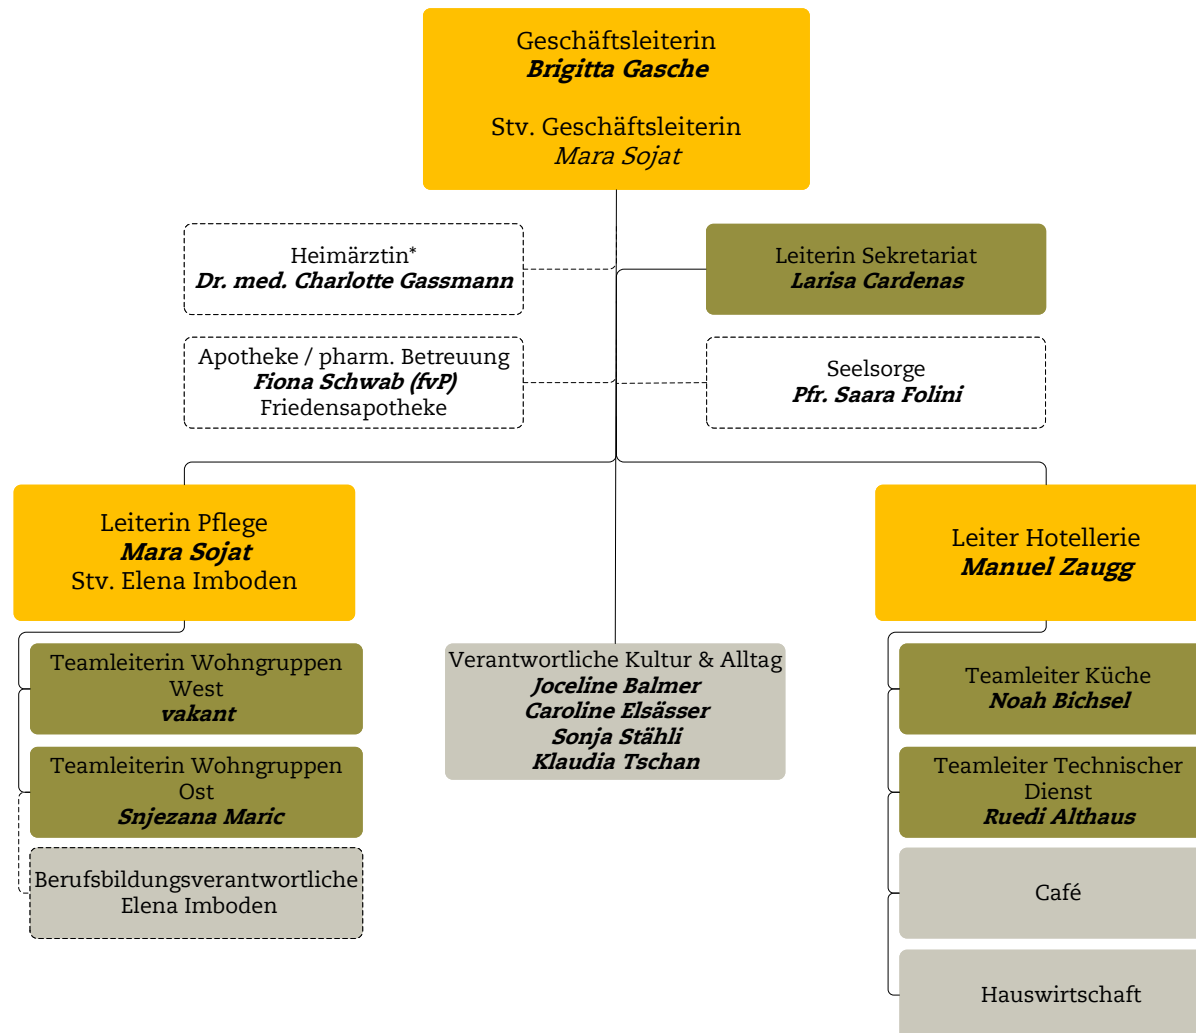 Geschäftsleiterin
Brigitta Gasche
Stv. Geschäftsleiterin
Mara Sojat
Heimärztin*
Dr. med. Charlotte Gassmann
Leiterin Sekretariat
Larisa Cardenas
Apotheke / pharm. Betreuung
Fiona Schwab (fvP)
Friedensapotheke
Seelsorge
Pfr. Saara Folini
Leiterin Pflege
Mara Sojat
Stv. Elena Imboden
Leiter Hotellerie
Manuel Zaugg
Teamleiterin Wohngruppen
West
vakant
Teamleiterin Wohngruppen
Ost
Snjezana Maric
Berufsbildungsverantwortliche
Elena Imboden
Verantwortliche Kultur & Alltag
Joceline Balmer
Caroline Elsässer
Sonja Stähli
Klaudia Tschan
Teamleiter Küche
Noah Bichsel
Teamleiter Technischer
Dienst
Ruedi Althaus
Café
Hauswirtschaft